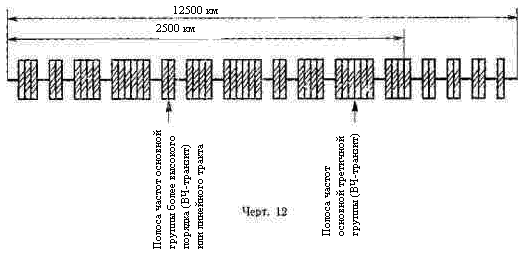 12500 км
2500 км
Полоса частот основной
группы более высокого
порядка (ВЧ-транзит)
или линейного тракта
Полоса частот
основной третичной
группы (ВЧ-транзит)
Черт. 12